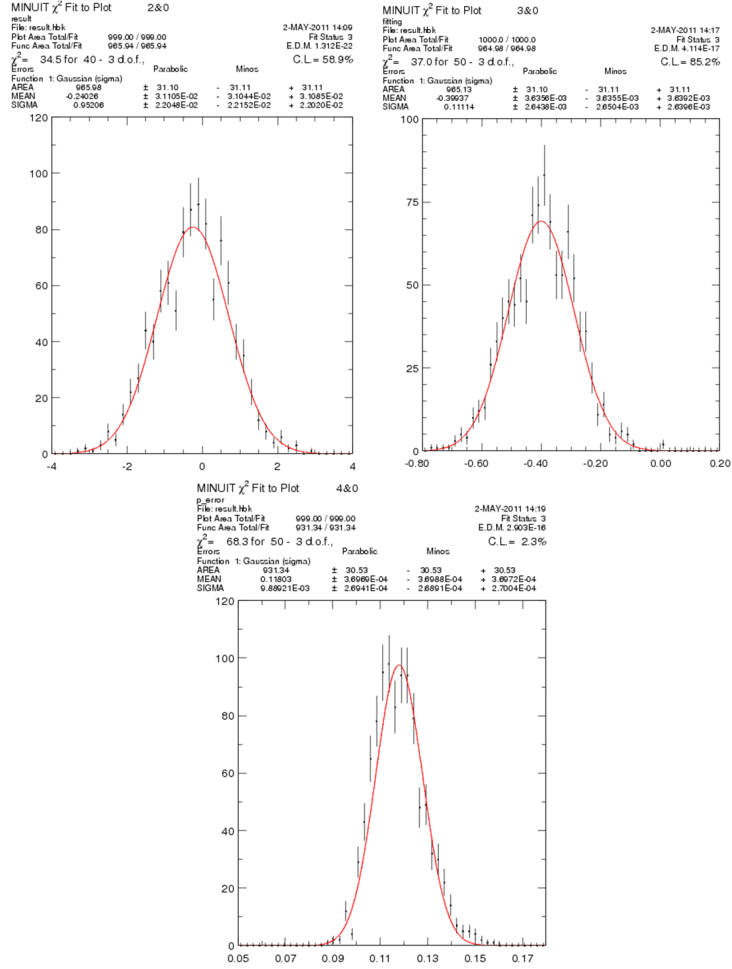 MINUIT χ² Fit to Plot 2&0
result
File: result.hbk 2-MAY-2011 14:09
Plot Area Total/Fit 999.00 / 999.00 Fit Status 3
Func Area Total/Fit 965.94 / 965.94 E.D.M. 1.312E-22
χ²= 34.5 for 40 - 3 d.o.f., C.L.= 58.9%
Errors Parabolic Minos
Function 1: Gaussian (sigma)
AREA 965.98 ± 31.10 - 31.11 + 31.11
MEAN -0.24026 ± 3.1105E-02 - 3.1044E-02 + 3.1085E-02
SIGMA 0.95206 ± 2.2048E-02 - 2.2152E-02 + 2.2020E-02
120
100
80
60
40
20
0
-4 -2 0 2 4
MINUIT χ² Fit to Plot 3&0
fitting
File: result.hbk 2-MAY-2011 14:17
Plot Area Total/Fit 1000.0 / 1000.0 Fit Status 3
Func Area Total/Fit 964.98 / 964.98 E.D.M. 4.114E-17
χ²= 37.0 for 50 - 3 d.o.f., C.L.= 85.2%
Errors Parabolic Minos
Function 1: Gaussian (sigma)
AREA 965.13 ± 31.10 - 31.11 + 31.11
MEAN -0.39937 ± 3.6356E-03 - 3.6355E-03 + 3.6392E-03
SIGMA 0.11114 ± 2.6438E-03 - 2.6504E-03 + 2.6396E-03
100
75
50
25
0
-0.80 -0.60 -0.40 -0.20 0.00 0.20
MINUIT χ² Fit to Plot 4&0
p_error
File: result.hbk 2-MAY-2011 14:19
Plot Area Total/Fit 999.00 / 999.00 Fit Status 3
Func Area Total/Fit 931.34 / 931.34 E.D.M. 2.903E-16
χ²= 68.3 for 50 - 3 d.o.f., C.L.= 2.3%
Errors Parabolic Minos
Function 1: Gaussian (sigma)
AREA 931.34 ± 30.53 - 30.53 + 30.53
MEAN 0.11803 ± 3.6969E-04 - 3.6988E-04 + 3.6972E-04
SIGMA 9.88921E-03 ± 2.6941E-04 - 2.6891E-04 + 2.7004E-04
120
100
80
60
40
20
0
0.05 0.07 0.09 0.11 0.13 0.15 0.17